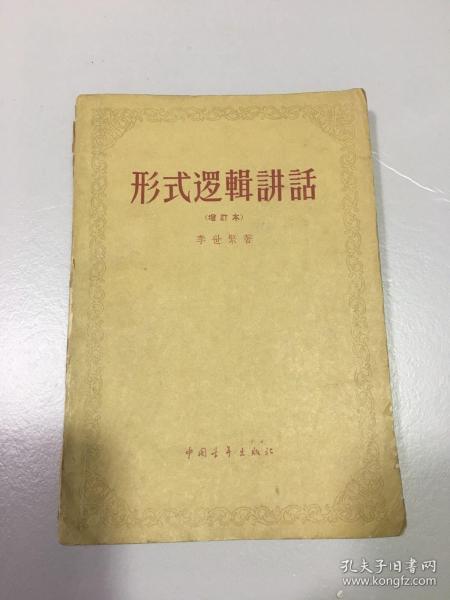 形式逻輯講話
(增訂本)
李世繁著
中国青年出版社
孔夫子旧书网
www.kongfz.com